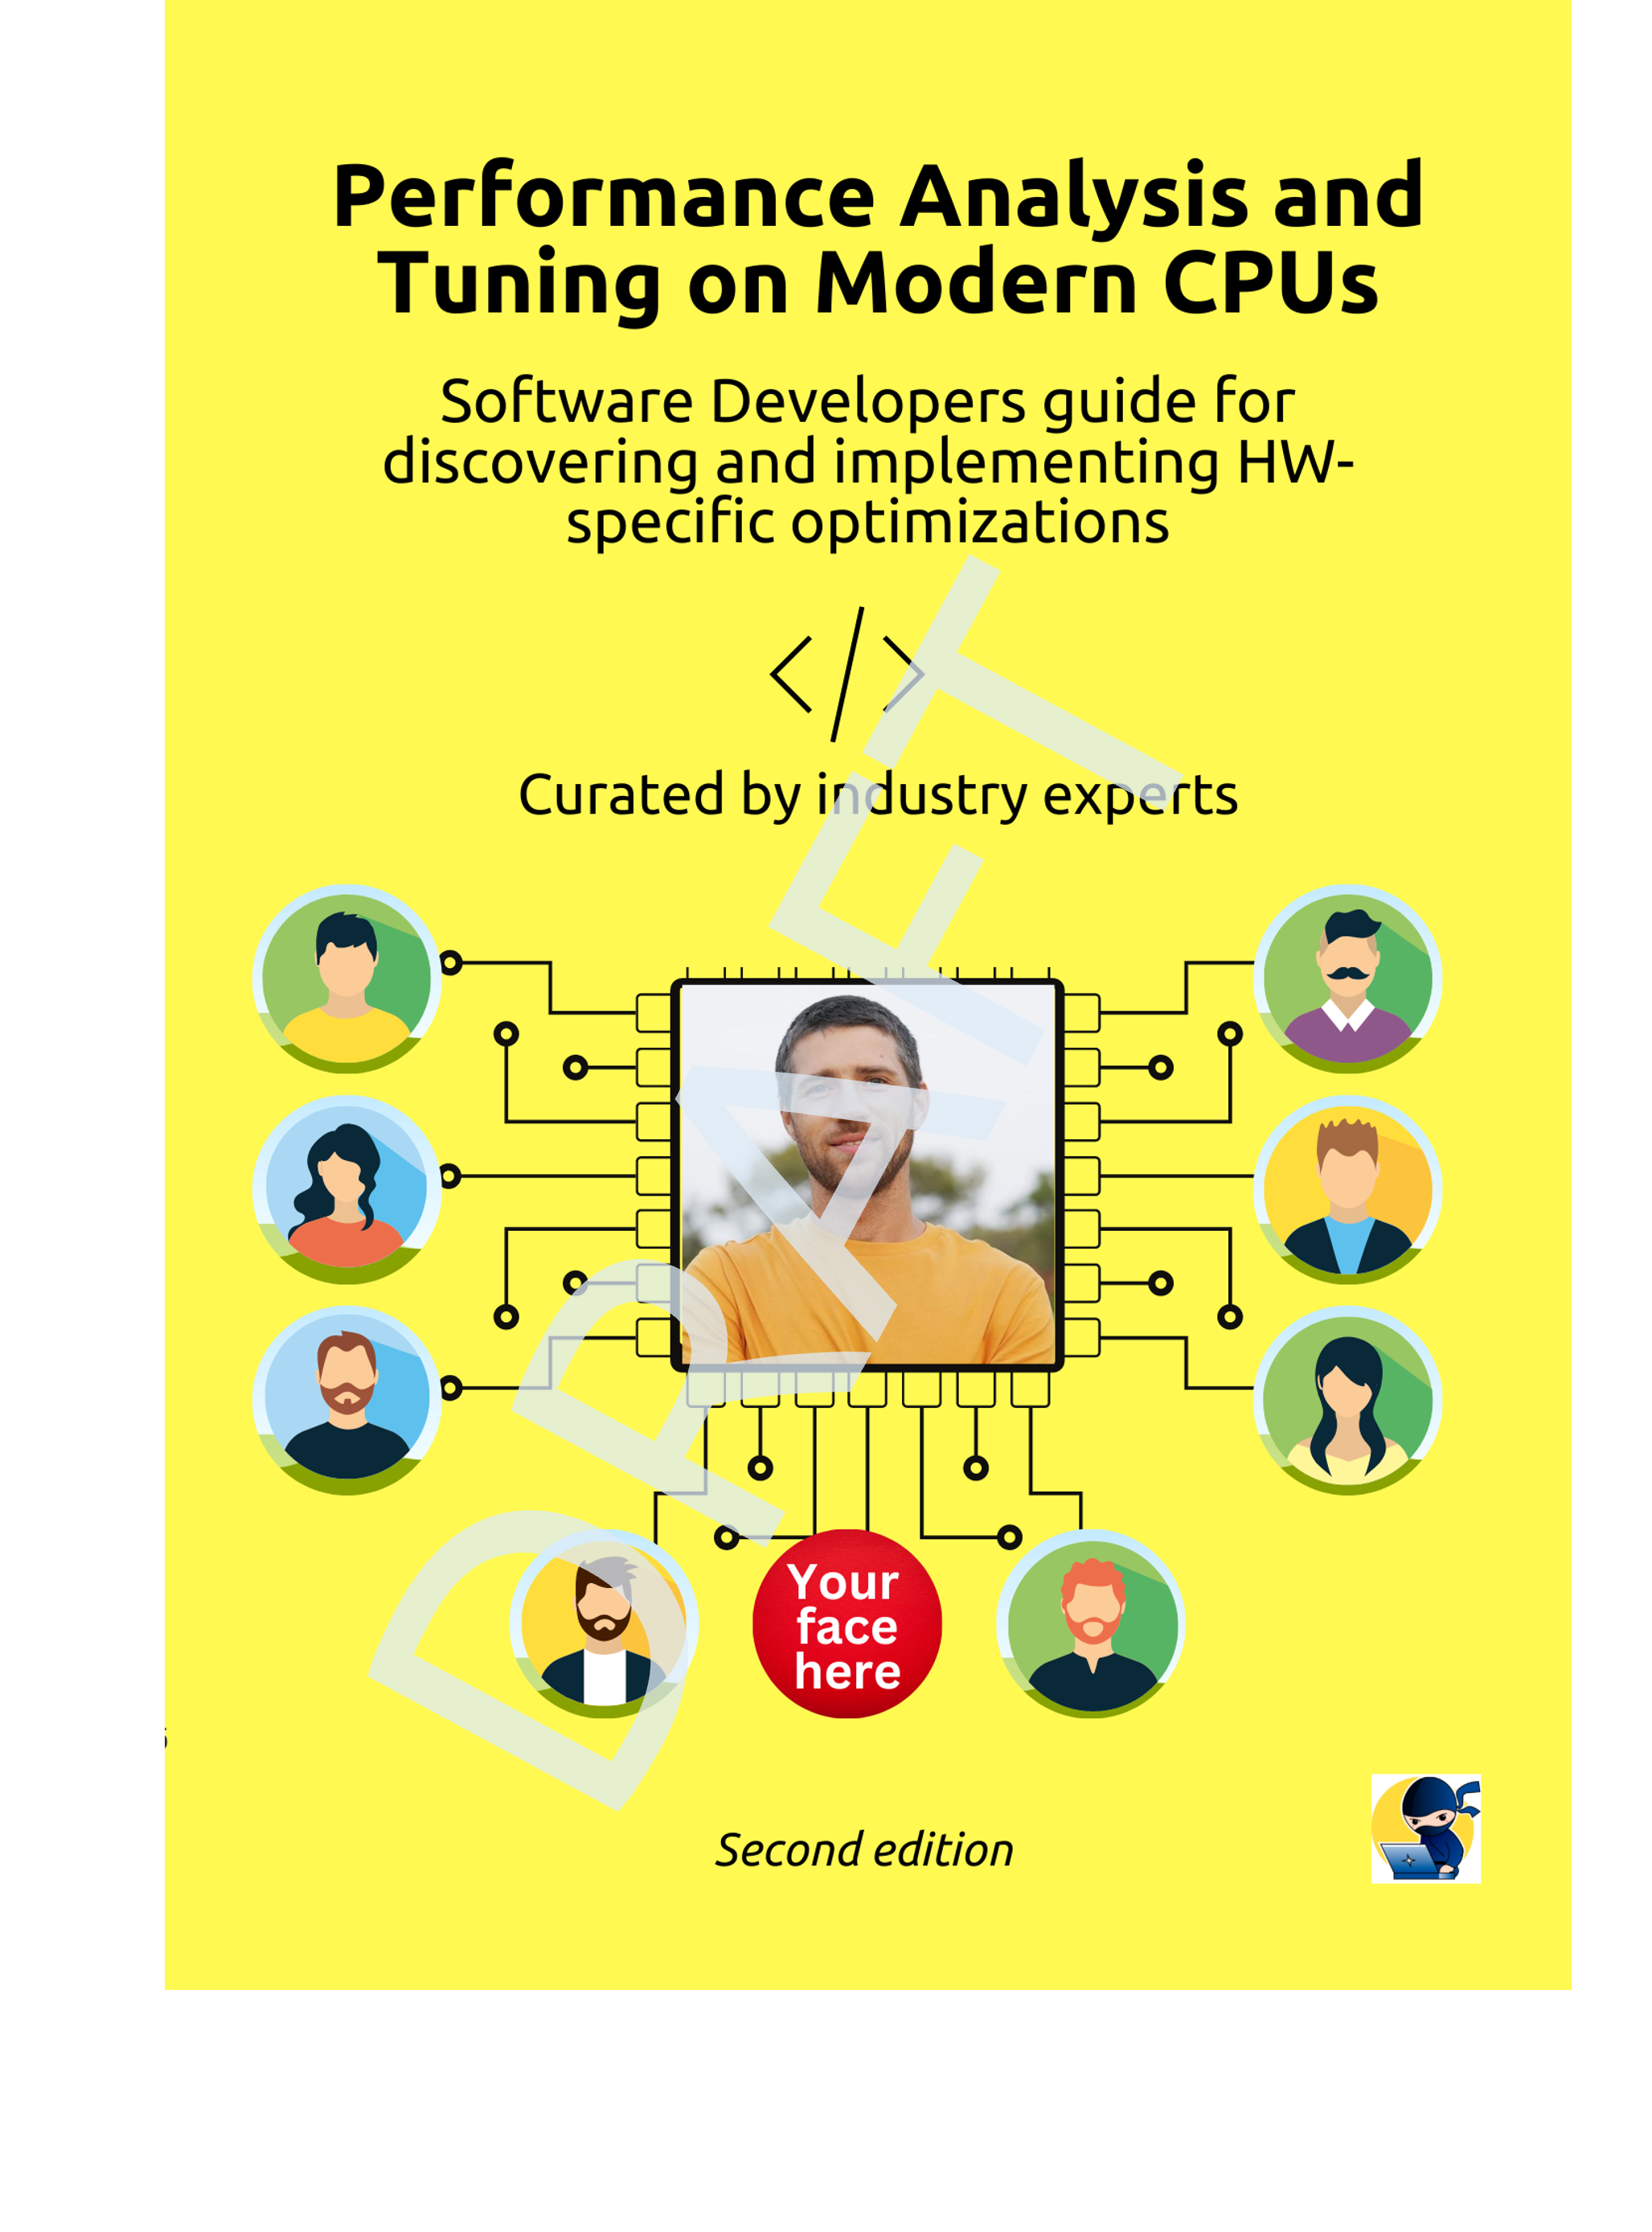 Performance Analysis and
Tuning on Modern CPUs
Software Developers guide for
discovering and implementing HW-
specific optimizations
</>
Curated by industry experts
DRAFT
Your
face
here
Second edition